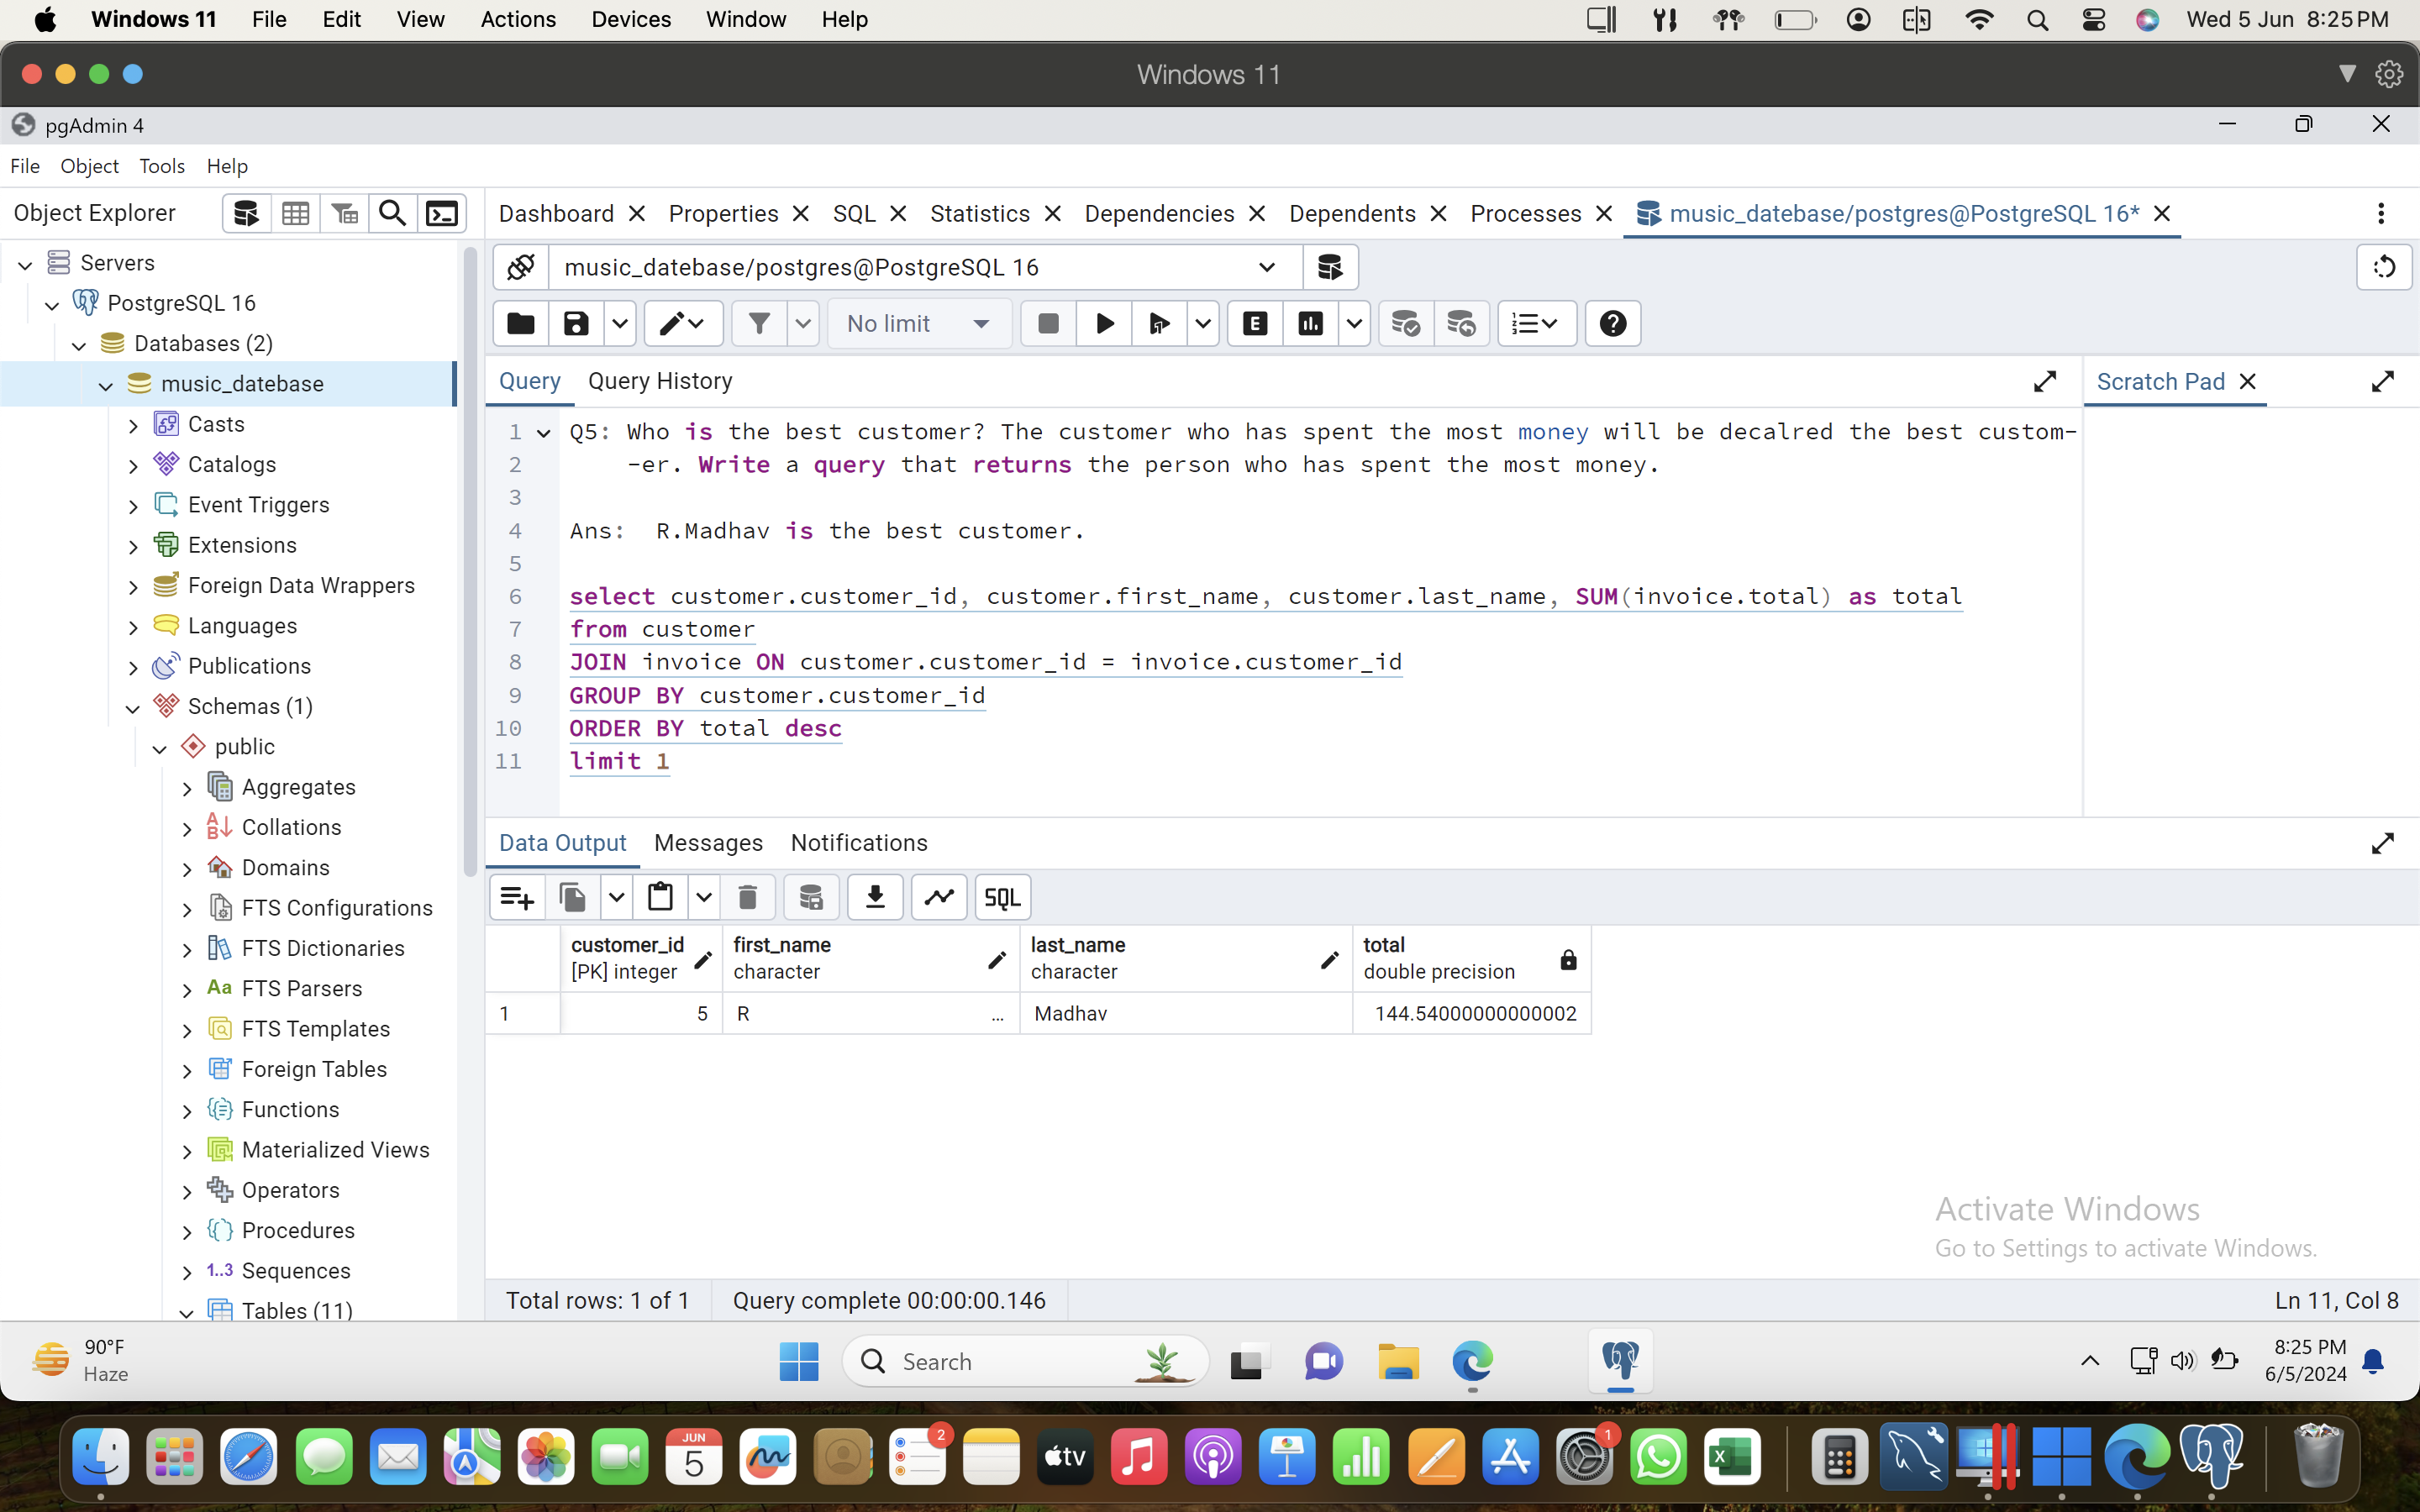 Windows 11 File Edit View Actions Devices Window Help Wed 5 Jun 8:25 PM
Windows 11
pgAdmin 4
File Object Tools Help
Object Explorer
Dashboard Properties SQL Statistics Dependencies Dependents Processes music_datebase/postgres@PostgreSQL 16*
Servers
PostgreSQL 16
Databases (2)
music_datebase
Casts
Catalogs
Event Triggers
Extensions
Foreign Data Wrappers
Languages
Publications
Schemas (1)
public
Aggregates
Collations
Domains
FTS Configurations
FTS Dictionaries
Aa FTS Parsers
FTS Templates
Foreign Tables
Functions
Materialized Views
Operators
Procedures
1..3 Sequences
Tables (11)
music_datebase/postgres@PostgreSQL 16
No limit E
Query Query History
Scratch Pad
1 Q5: Who is the best customer? The customer who has spent the most money will be decalred the best custom-
2 -er. Write a query that returns the person who has spent the most money.
3
4 Ans: R.Madhav is the best customer.
5
6 select customer.customer_id, customer.first_name, customer.last_name, SUM(invoice.total) as total
7 from customer
8 JOIN invoice ON customer.customer_id = invoice.customer_id
9 GROUP BY customer.customer_id
10 ORDER BY total desc
11 limit 1
Data Output Messages Notifications
SQL
customer_id first_name last_name total
[PK] integer character character double precision
1 5 R ... Madhav 144.54000000000002
Activate Windows
Go to Settings to activate Windows.
Total rows: 1 of 1 Query complete 00:00:00.146 Ln 11, Col 8
90°F
Haze
Search
8:25 PM
6/5/2024
JUN
5
2
tv
1